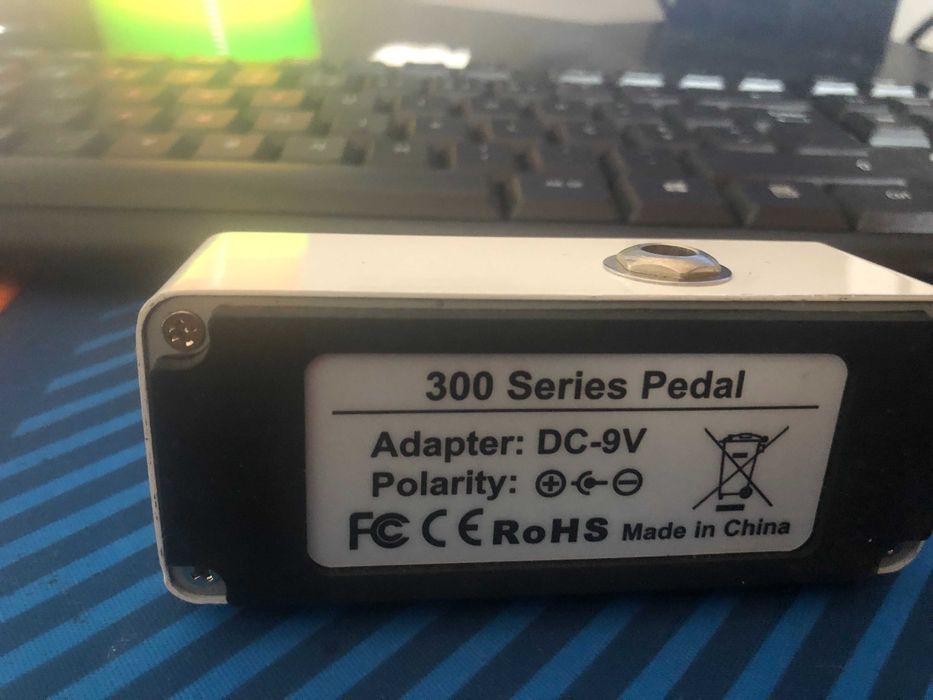 300 Series Pedal
Adapter: DC-9V
Polarity:
FC CE RoHS Made in China